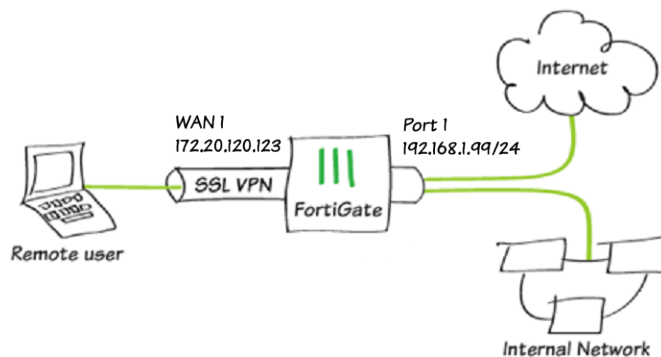 Internet
WAN 1
172.20.120.123
Port 1
192.168.1.99/24
SSL VPN
FortiGate
Remote user
Internal Network